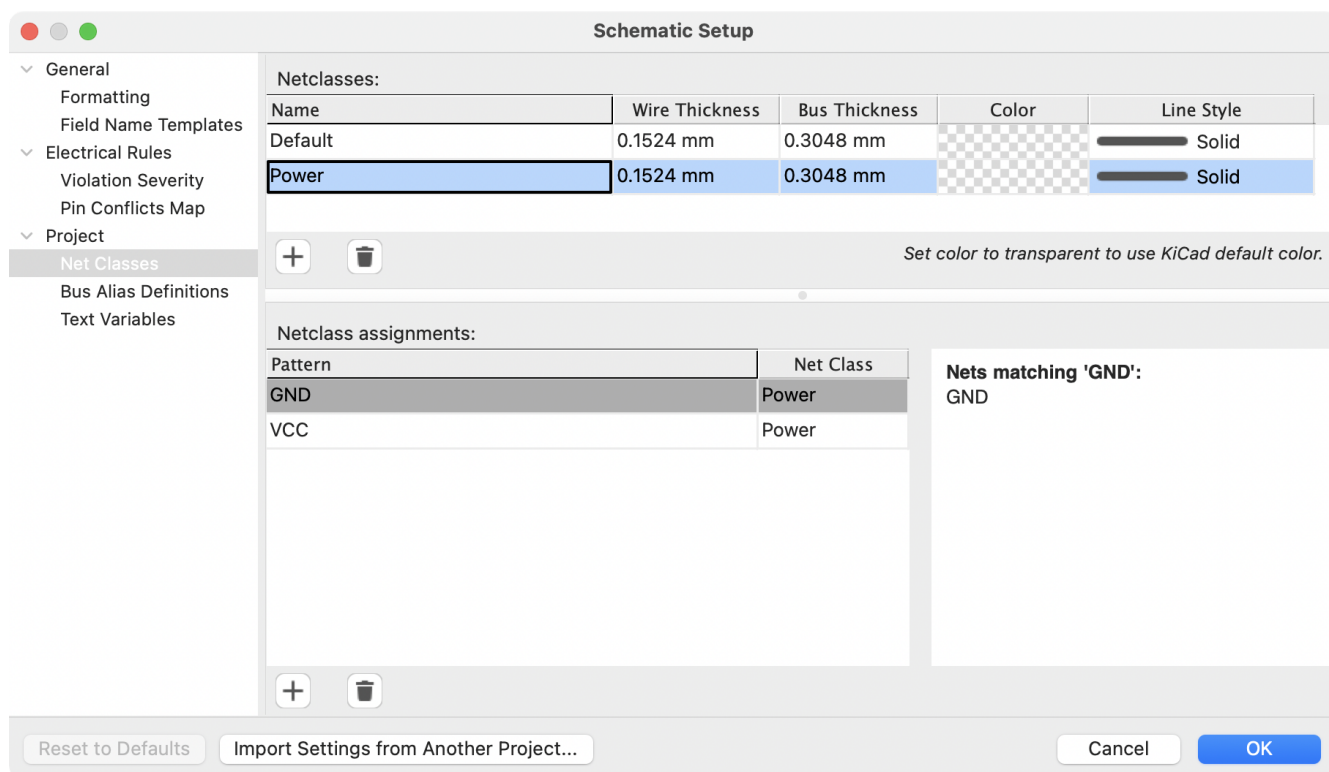 Schematic Setup
General
Formatting
Field Name Templates
Electrical Rules
Violation Severity
Pin Conflicts Map
Project
Net Classes
Bus Alias Definitions
Text Variables
Netclasses:
Name Wire Thickness Bus Thickness Color Line Style
Default 0.1524 mm 0.3048 mm Solid
Power 0.1524 mm 0.3048 mm Solid
Set color to transparent to use KiCad default color.
Netclass assignments:
Pattern Net Class
GND Power
VCC Power
Nets matching 'GND':
GND
Reset to Defaults Import Settings from Another Project... Cancel OK